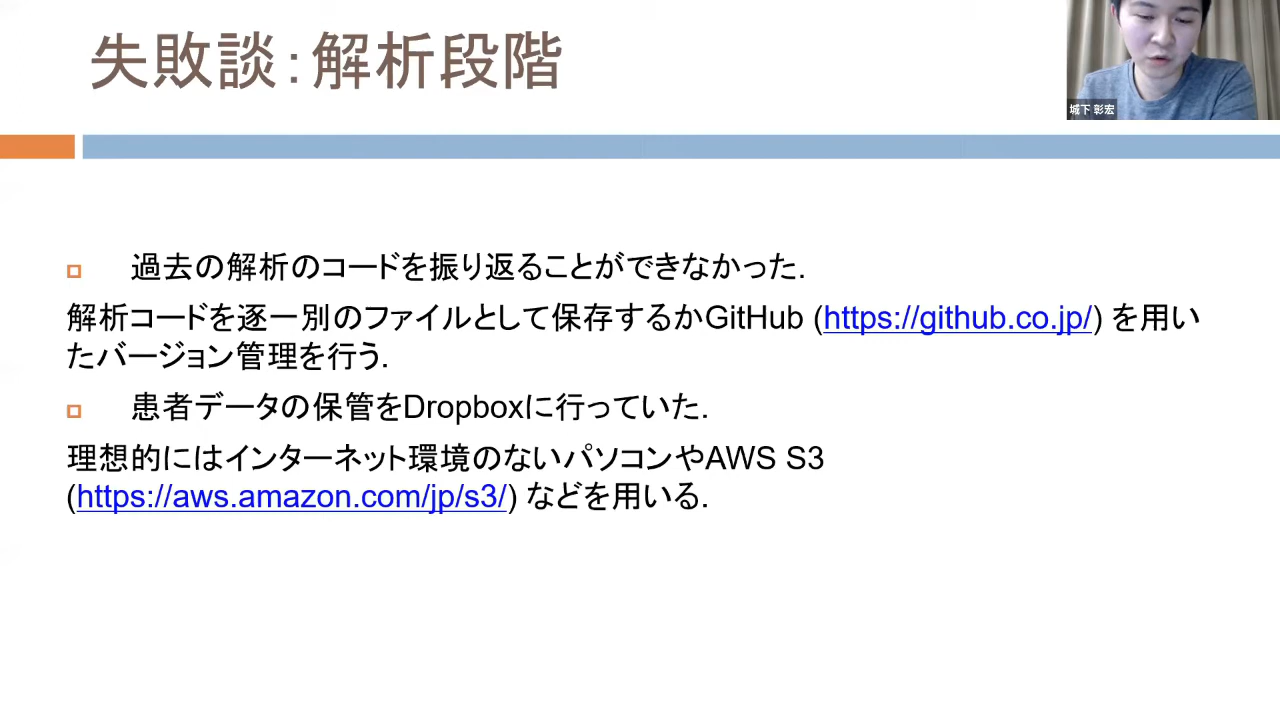 失敗談：解析段階
城下 彰宏
過去の解析のコードを振り返ることができなかった.
解析コードを逐一別のファイルとして保存するかGitHub (https://github.co.jp/) を用い
たバージョン管理を行う.
患者データの保管をDropboxに行っていた.
理想的にはインターネット環境のないパソコンやAWS S3
(https://aws.amazon.com/jp/s3/) などを用いる.